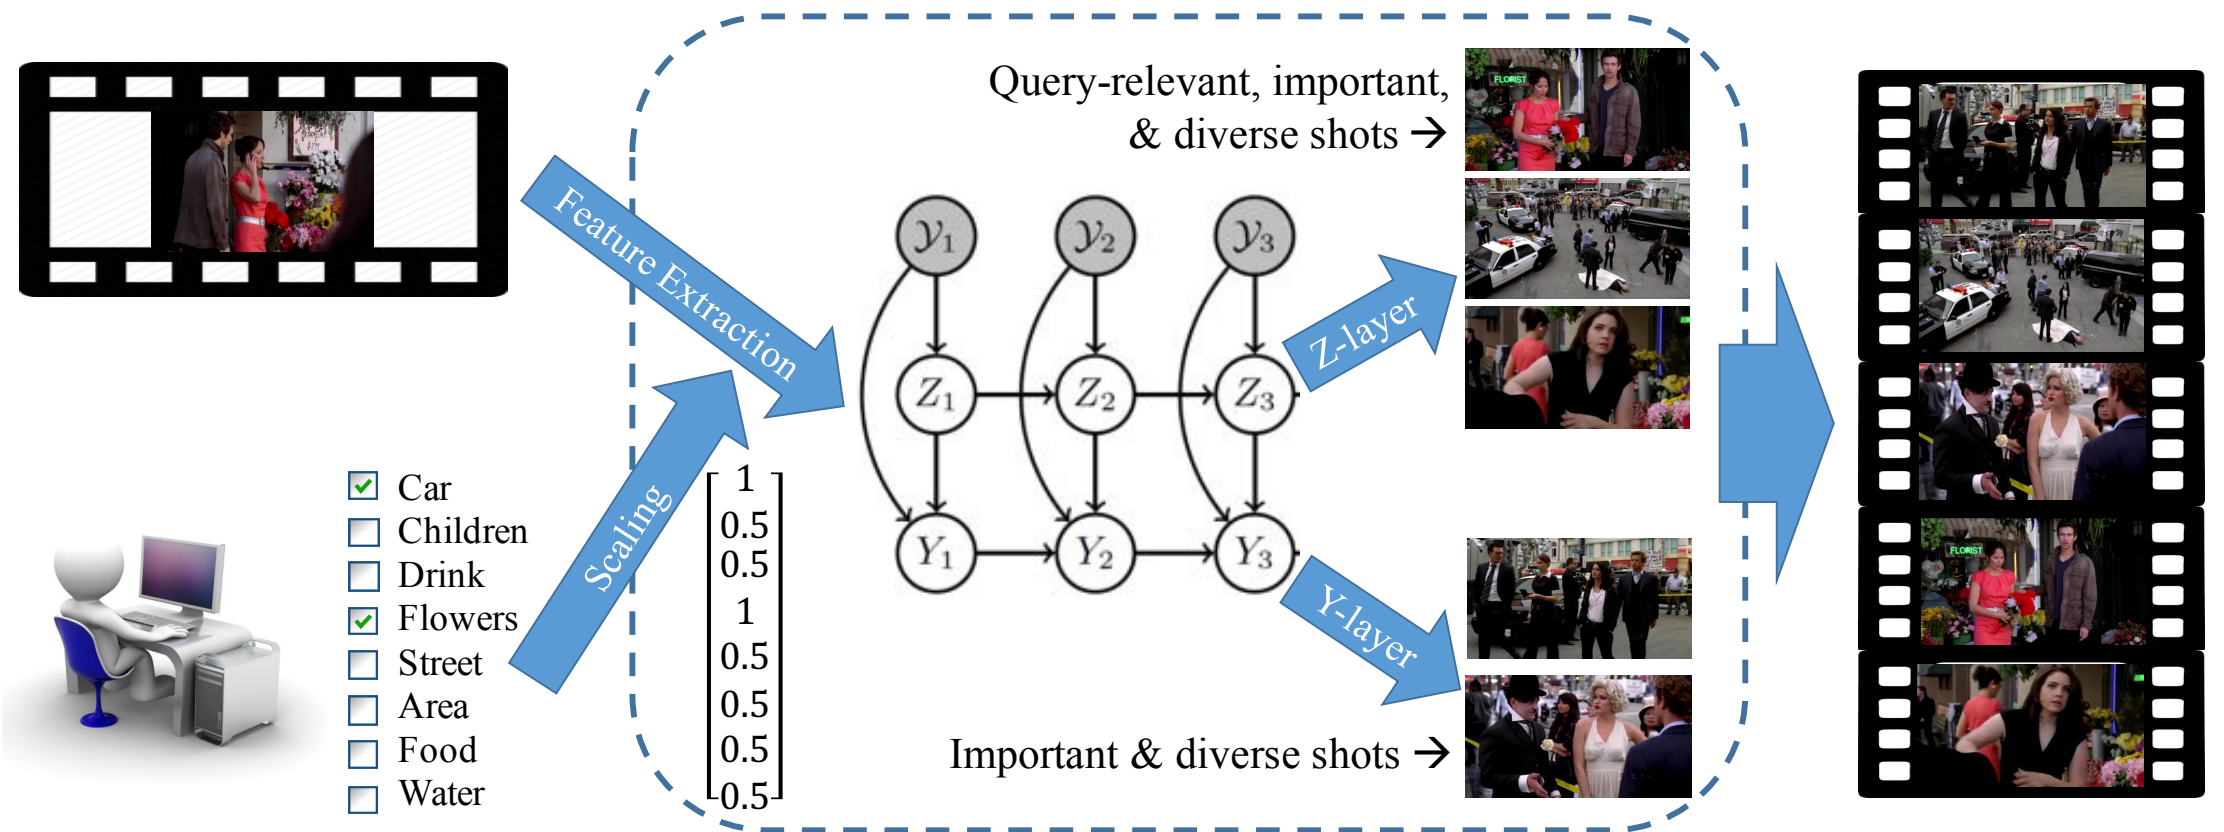 Query-relevant, important,
& diverse shots →
FLORIST
Feature Extraction
𝒴1 𝒴2 𝒴3
Z1 Z2 Z3
Y1 Y2 Y3
Z-layer
Y-layer
Scaling
Car
Children
Drink
Flowers
Street
Area
Food
Water
1
0.5
0.5
1
0.5
0.5
0.5
0.5
Important & diverse shots →
FLORIST